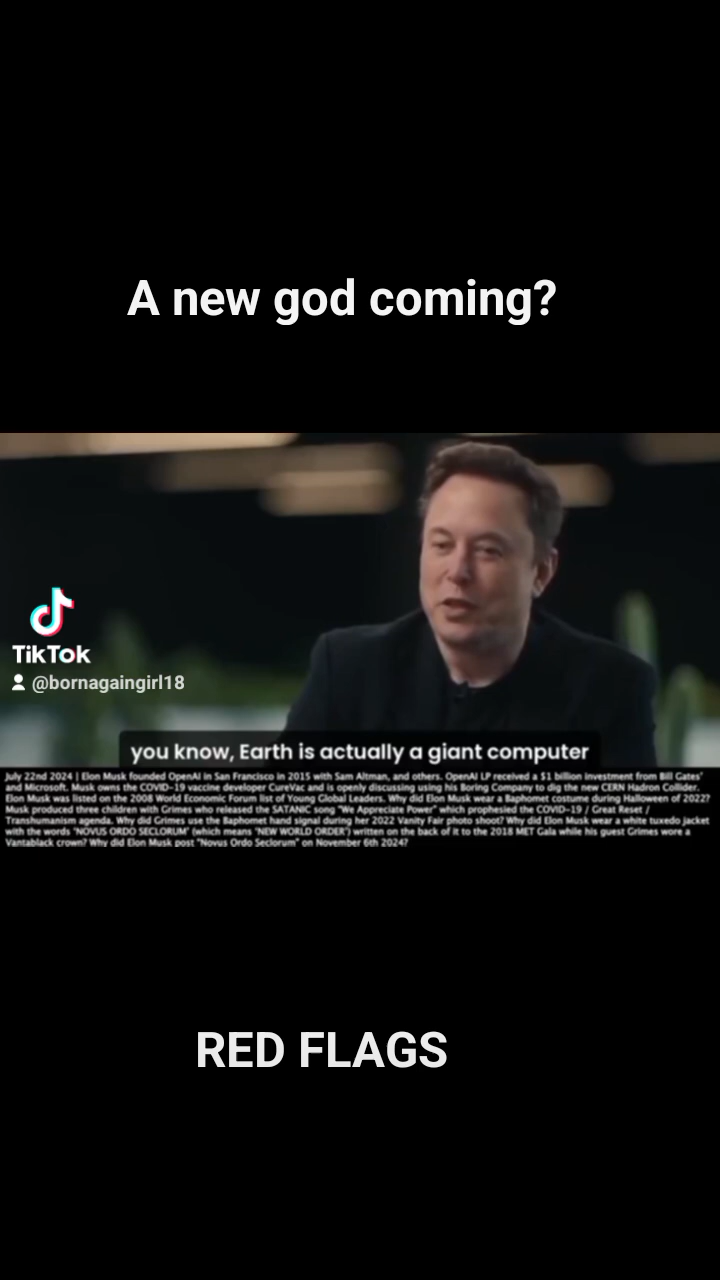 A new god coming?
TikTok
@bornagaingirl18
you know, Earth is actually a giant computer
July 22nd 2024 | Elon Musk founded OpenAI in San Francisco in 2015 with Sam Altman, and others. OpenAI LP received a $1 billion investment from Bill Gates'
and Microsoft. Musk owns the COVID-19 vaccine developer CureVac and is openly discussing using his Boring Company to dig the new CERN Hadron Collider.
Elon Musk was listed on the 2008 World Economic Forum list of Young Global Leaders. Why did Elon Musk wear a Baphomet costume during Halloween of 2022?
Musk produced three children with Grimes who released the SATANIC song "We Appreciate Power" which prophesied the COVID-19 / Great Reset /
Transhumanism agenda. Why did Grimes use the Baphomet hand signal during her 2022 Vanity Fair photo shoot? Why did Elon Musk wear a white tuxedo jacket
with the words "NOVUS ORDO SECLORUM" (which means "NEW WORLD ORDER") written on the back of it to the 2018 MET Gala while his guest Grimes wore a
Vantablack crown? Why did Elon Musk post "Novus Ordo Seclorum" on November 6th 2024?
RED FLAGS